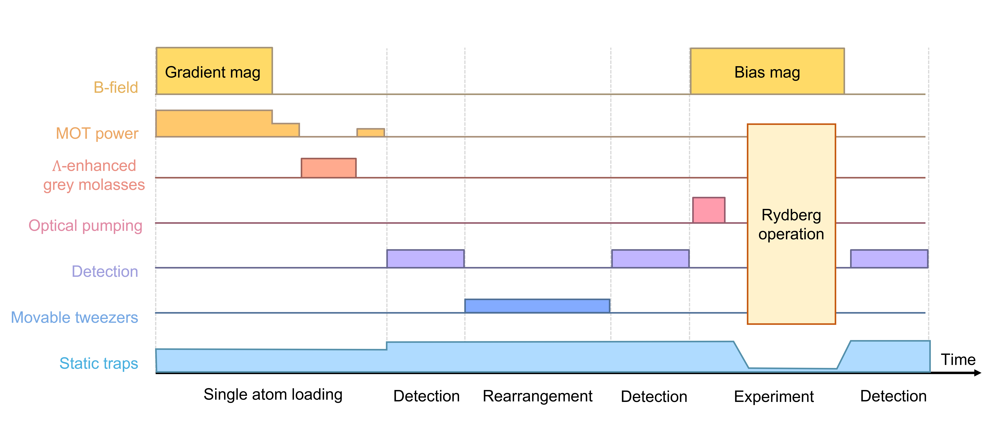 Gradient mag
Bias mag
B-field
MOT power
Λ-enhanced
grey molasses
Optical pumping
Rydberg
operation
Detection
Movable tweezers
Static traps
Time
Single atom loading
Detection
Rearrangement
Detection
Experiment
Detection